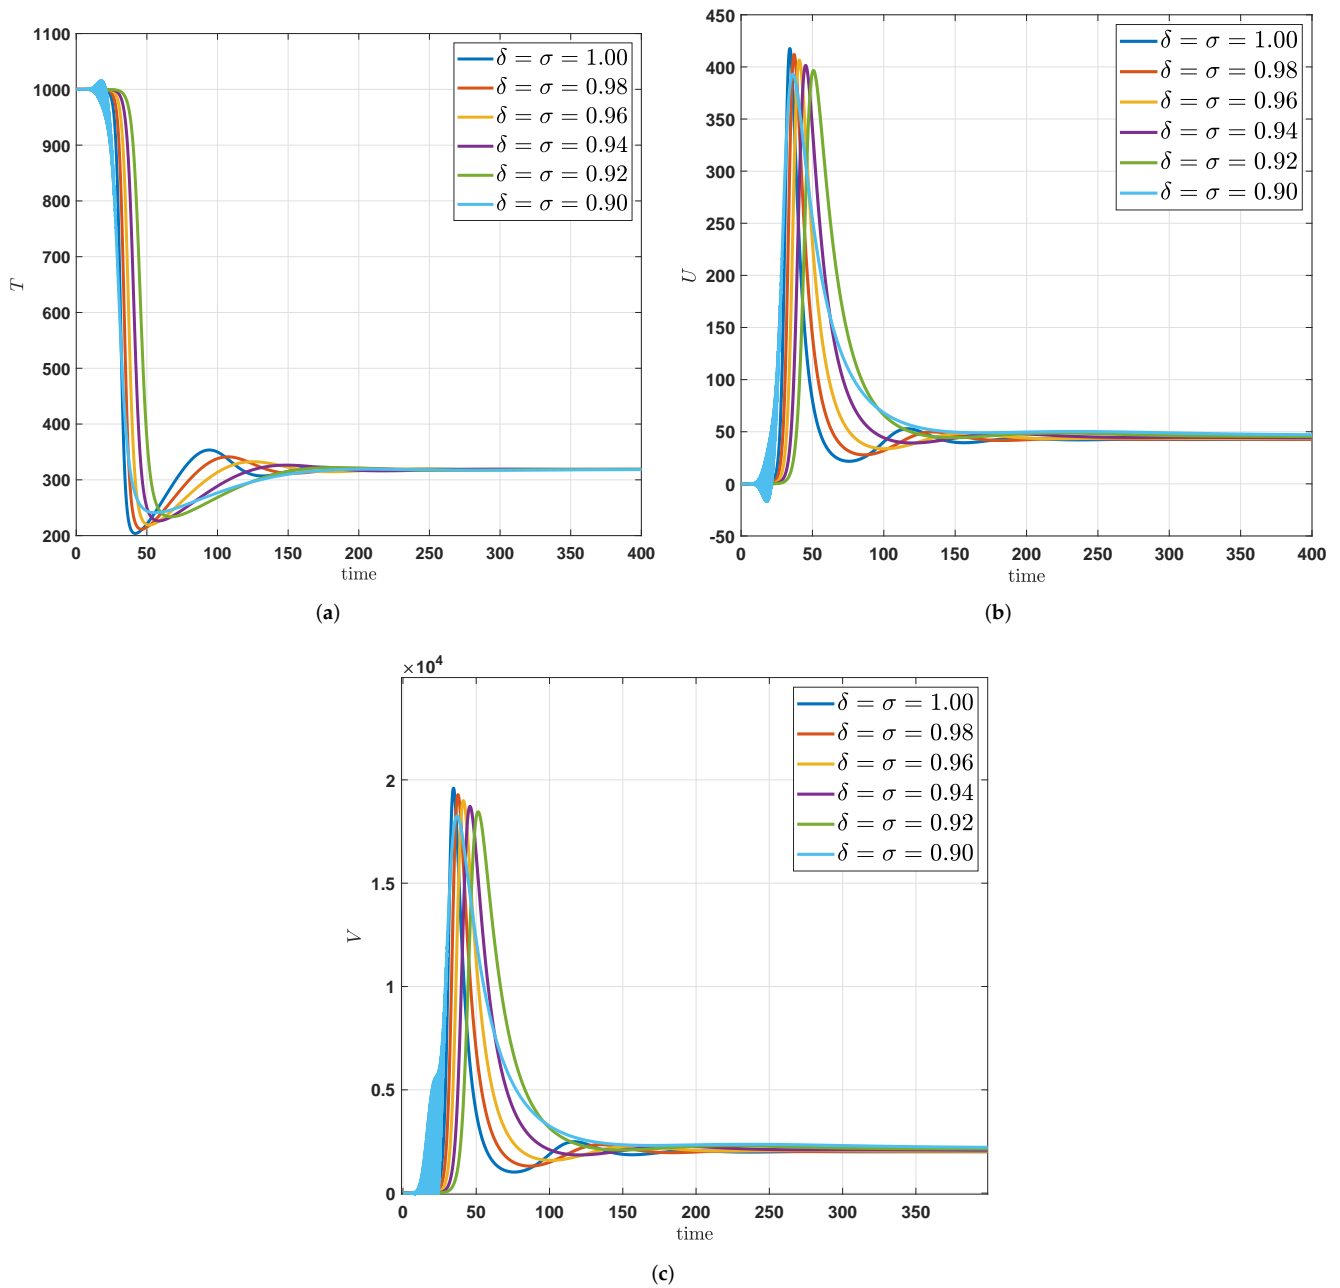 1100
1000
900
800
700
600
500
400
300
200
0 50 100 150 200 250 300 350 400
T
time
δ = σ = 1.00
δ = σ = 0.98
δ = σ = 0.96
δ = σ = 0.94
δ = σ = 0.92
δ = σ = 0.90
(a)
450
400
350
300
250
200
150
100
50
0
-50
0 50 100 150 200 250 300 350 400
U
time
δ = σ = 1.00
δ = σ = 0.98
δ = σ = 0.96
δ = σ = 0.94
δ = σ = 0.92
δ = σ = 0.90
(b)
×10⁴
2
1.5
1
0.5
0
0 50 100 150 200 250 300 350
V
time
δ = σ = 1.00
δ = σ = 0.98
δ = σ = 0.96
δ = σ = 0.94
δ = σ = 0.92
δ = σ = 0.90
(c)